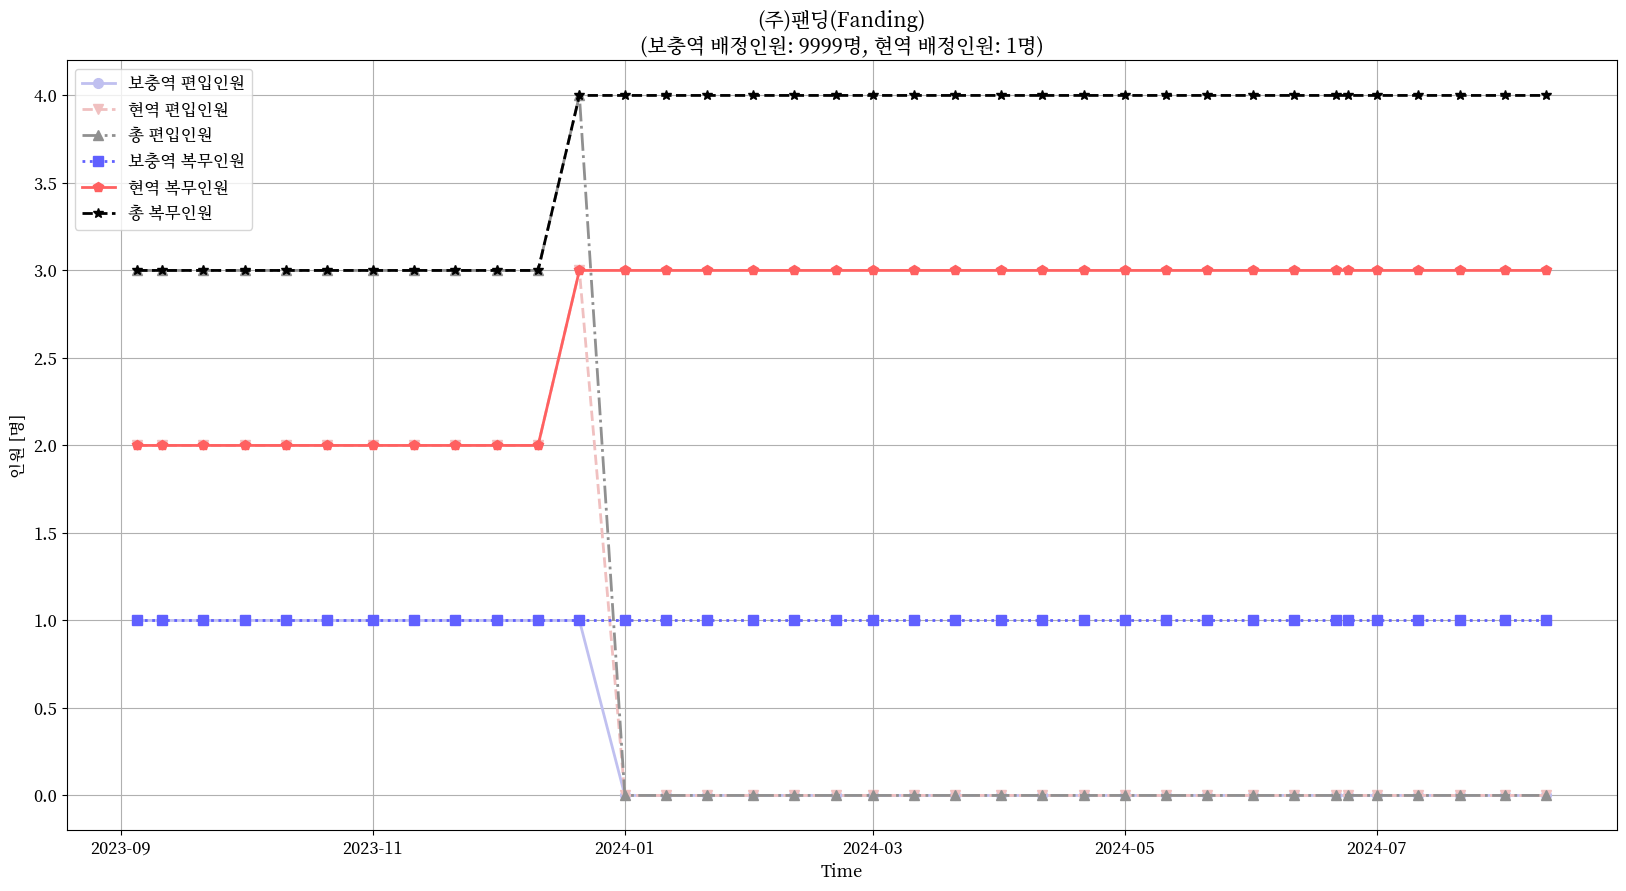 (주)팬딩(Fanding)
(보충역 배정인원: 9999명, 현역 배정인원: 1명)
보충역 편입인원
현역 편입인원
총 편입인원
보충역 복무인원
현역 복무인원
총 복무인원
4.0
3.5
3.0
2.5
2.0
1.5
1.0
0.5
0.0
인원 [명]
2023-09 2023-11 2024-01 2024-03 2024-05 2024-07
Time